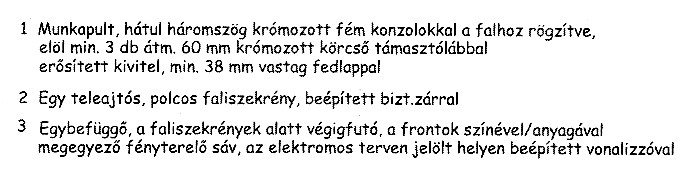 1 Munkapult, hátul háromszög krómozott fém konzolokkal a falhoz rögzítve,
elöl min. 3 db átm. 60 mm krómozott körcső támasztólábbal
erősített kivitel, min. 38 mm vastag fedlappal
2 Egy teleajtós, polcos faliszekrény, beépített bizt.zárral
3 Egybefüggő, a faliszekrények alatt végigfutó, a frontok színével/anyagával
megegyező fényterelő sáv, az elektromos terven jelölt helyen beépített vonalizzóval